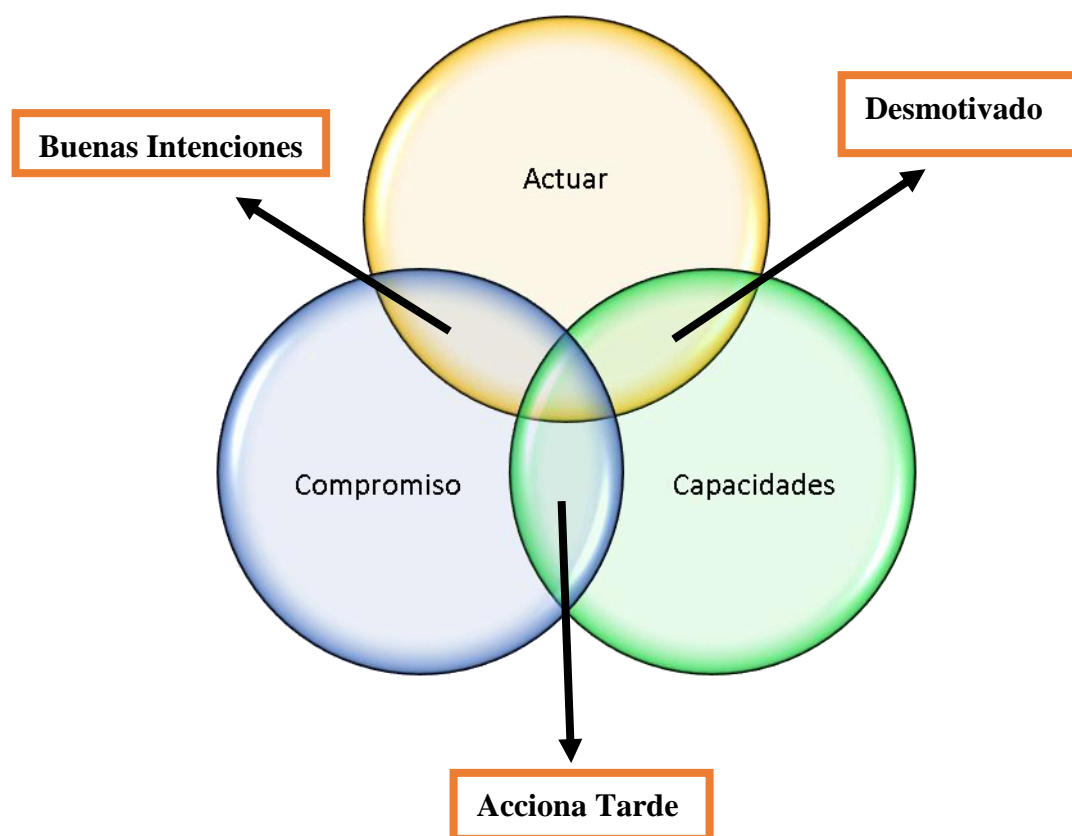 Desmotivado
Buenas Intenciones
Actuar
Compromiso
Capacidades
Acciona Tarde